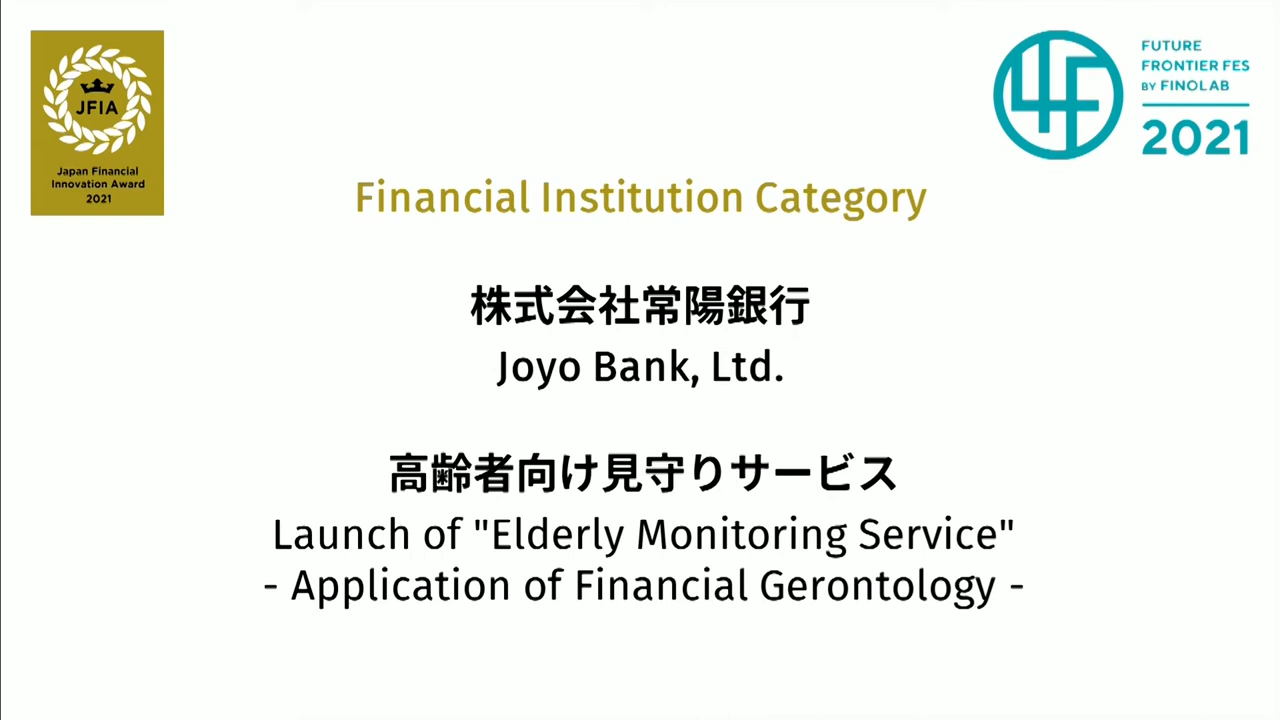 JFIA
Japan Financial
Innovation Award
2021
FUTURE
FRONTIER FES
BY FINOLAB
2021
Financial Institution Category
株式会社常陽銀行
Joyo Bank, Ltd.
高齢者向け見守りサービス
Launch of "Elderly Monitoring Service"
- Application of Financial Gerontology -